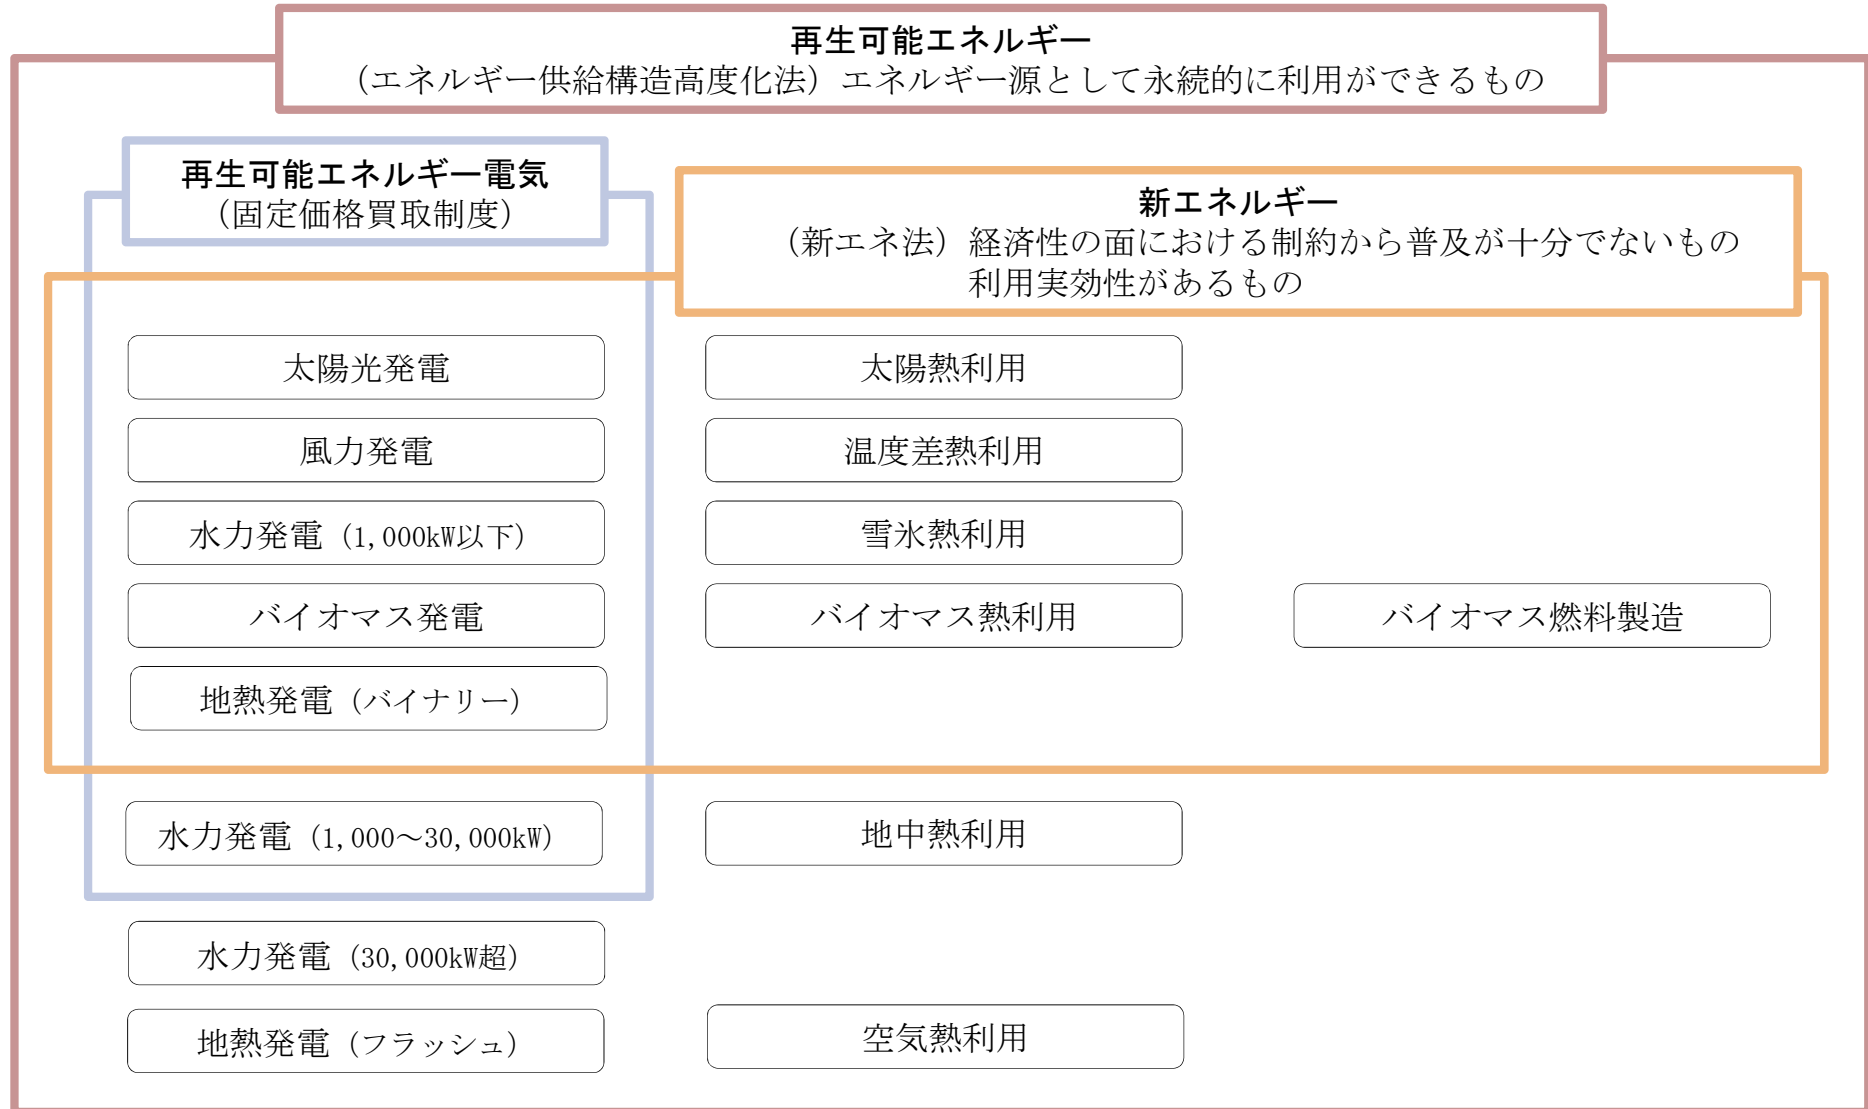 再生可能エネルギー
（エネルギー供給構造高度化法）エネルギー源として永続的に利用ができるもの
再生可能エネルギー電気
（固定価格買取制度）
新エネルギー
（新エネ法）経済性の面における制約から普及が十分でないもの
利用実効性があるもの
太陽光発電
太陽熱利用
風力発電
温度差熱利用
水力発電（1,000kW以下）
雪氷熱利用
バイオマス発電
バイオマス熱利用
バイオマス燃料製造
地熱発電（バイナリー）
水力発電（1,000～30,000kW）
地中熱利用
水力発電（30,000kW超）
地熱発電（フラッシュ）
空気熱利用